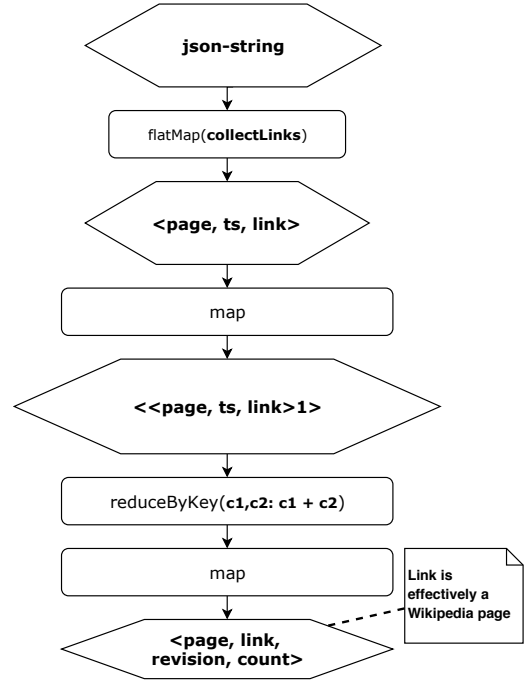 json-string
flatMap(collectLinks)
<page, ts, link>
map
<<page, ts, link>1>
reduceByKey(c1,c2: c1 + c2)
map
Link is
effectively a
Wikipedia page
<page, link,
revision, count>